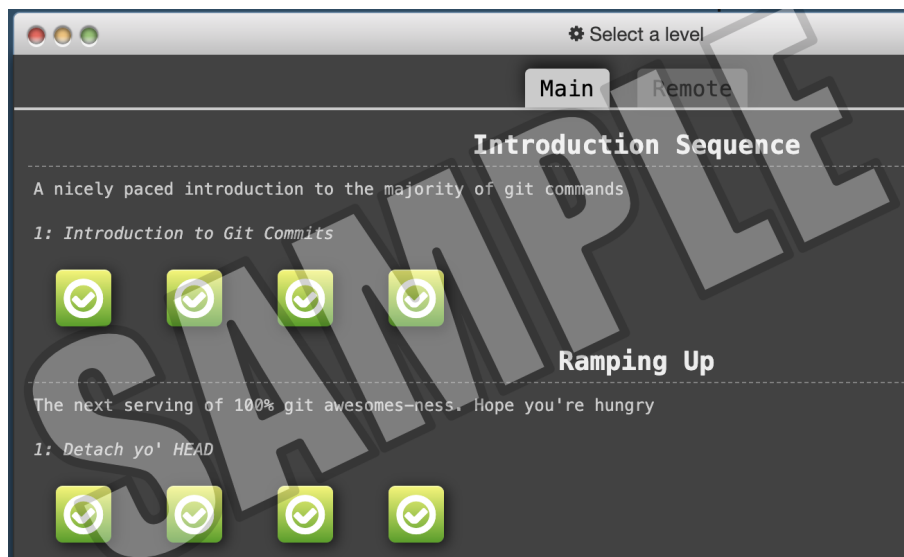 Select a level
Main
Remote
Introduction Sequence
A nicely paced introduction to the majority of git commands
1: Introduction to Git Commits
Ramping Up
The next serving of 100% git awesomes-ness. Hope you're hungry
1: Detach yo' HEAD
SAMPLE